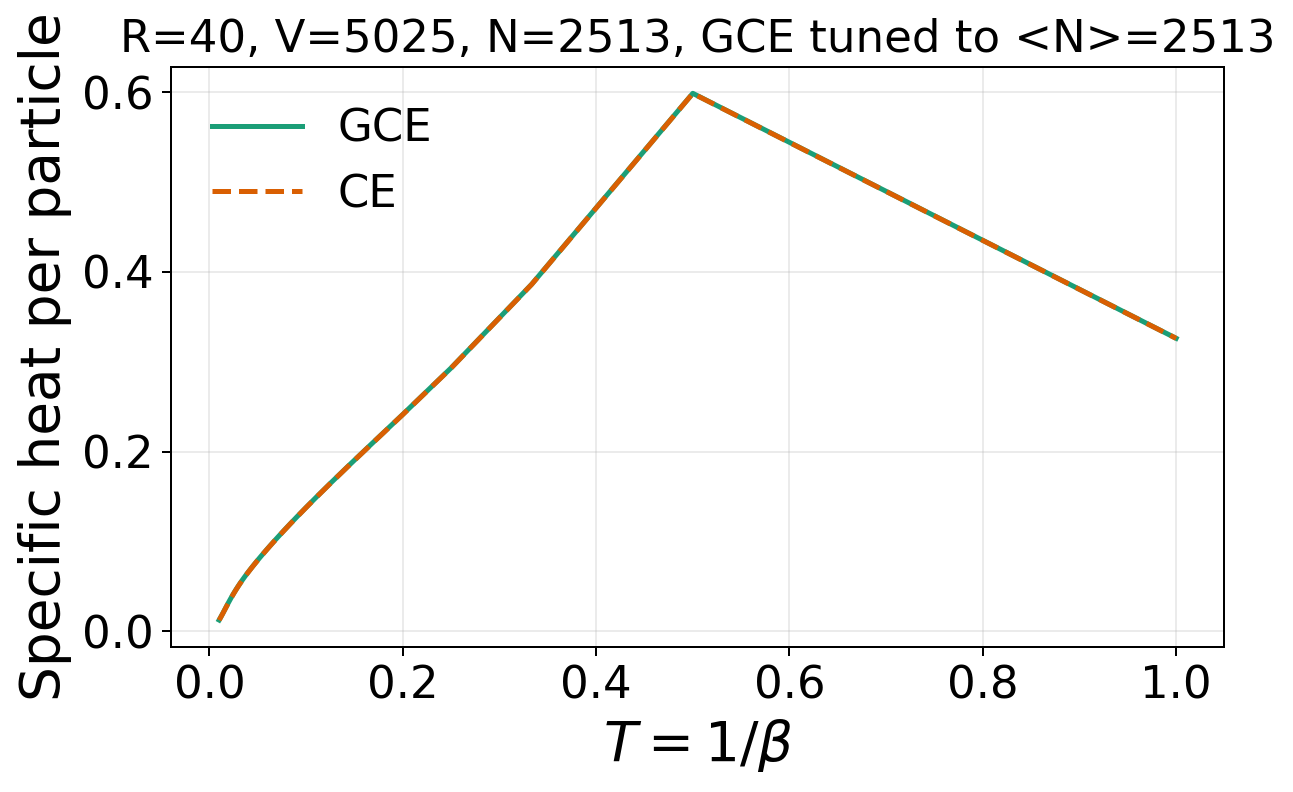 R=40, V=5025, N=2513, GCE tuned to <N>=2513
Specific heat per particle
0.6
0.4
0.2
0.0
GCE
CE
0.0 0.2 0.4 0.6 0.8 1.0
T = 1/β